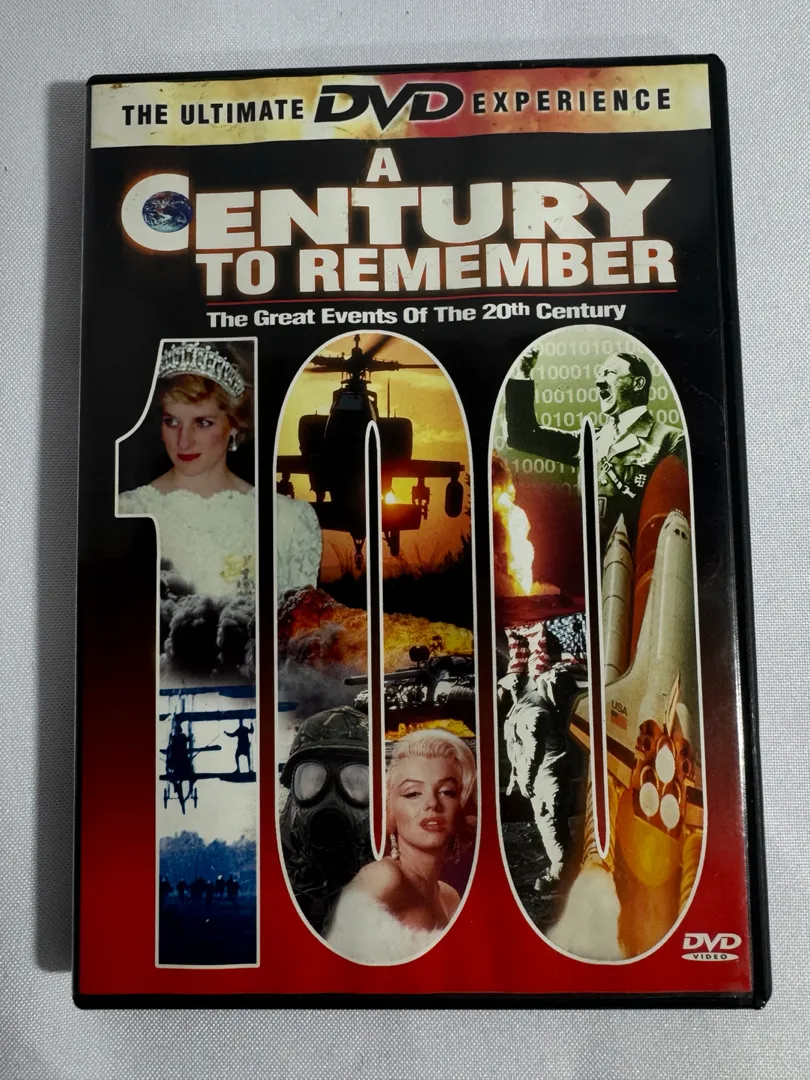 THE ULTIMATE DVD EXPERIENCE
A
CENTURY
TO REMEMBER
The Great Events Of The 20th Century
100
USA
DVD
VIDEO